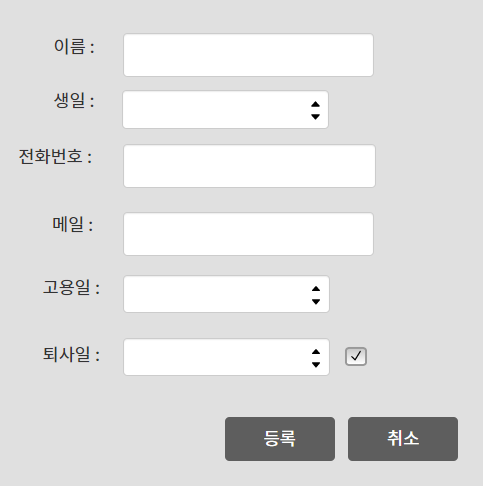 이름 :
생일 :
전화번호 :
메일 :
고용일 :
퇴사일 :
등록 취소